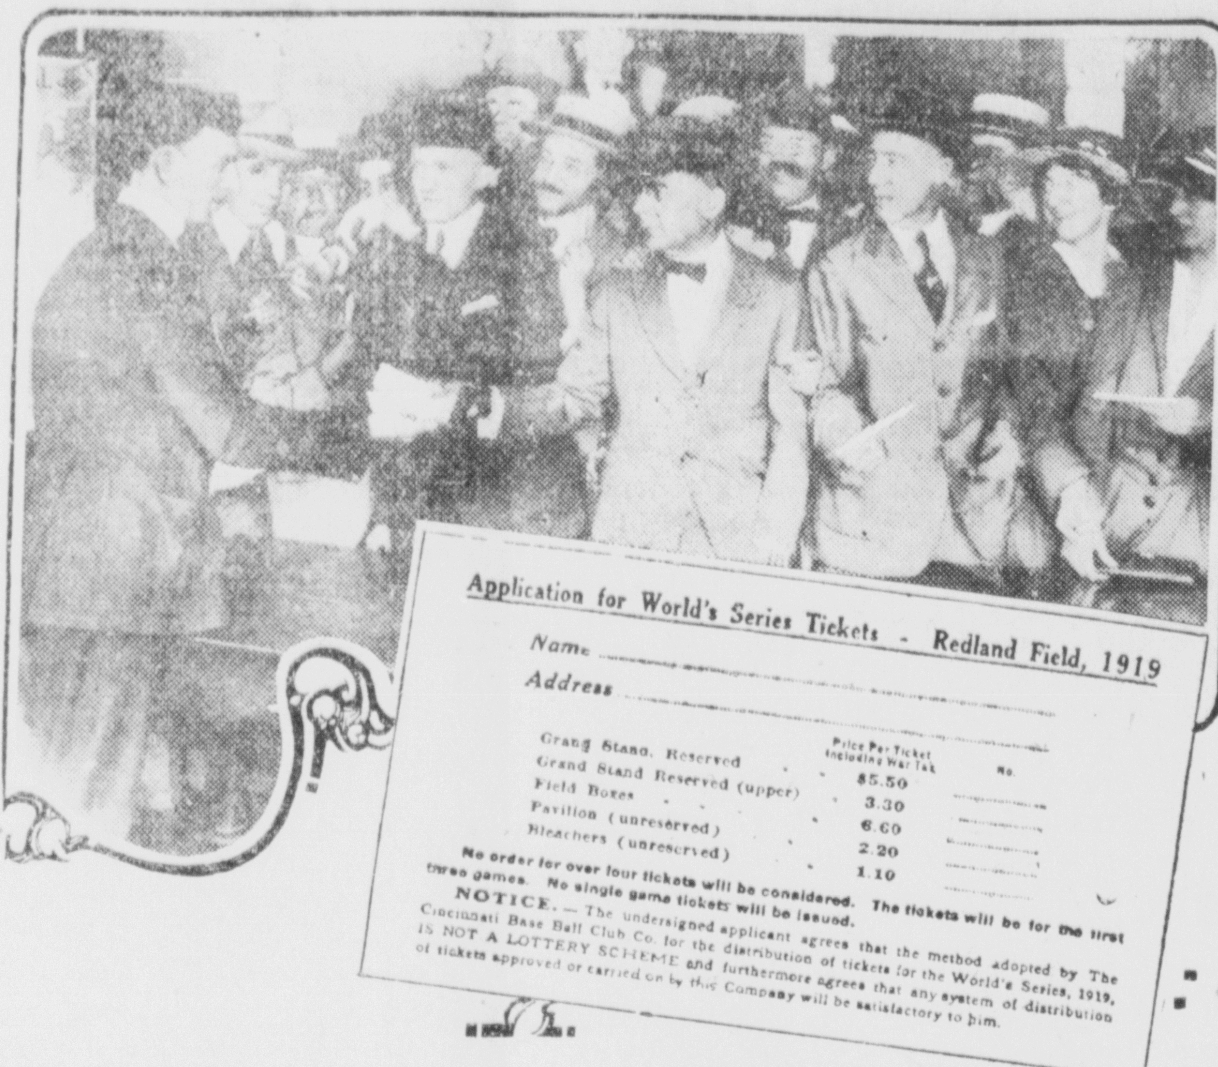 Application for World's Series Tickets - Redland Field, 1919
Name
Address
Price Per Ticket
Including War Tax
No.
Grand Stand, Reserved $5.50
Grand Stand Reserved (upper) 3.30
Field Boxes 6.60
Pavilion (unreserved) 2.20
Bleachers (unreserved) 1.10
No order for over four tickets will be considered. The tickets will be for the first
three games. No single game tickets will be issued.
NOTICE. — The undersigned applicant agrees that the method adopted by The
Cincinnati Base Ball Club Co. for the distribution of tickets for the World's Series, 1919,
IS NOT A LOTTERY SCHEME and furthermore agrees that any system of distribution
of tickets approved or carried on by this Company will be satisfactory to him.